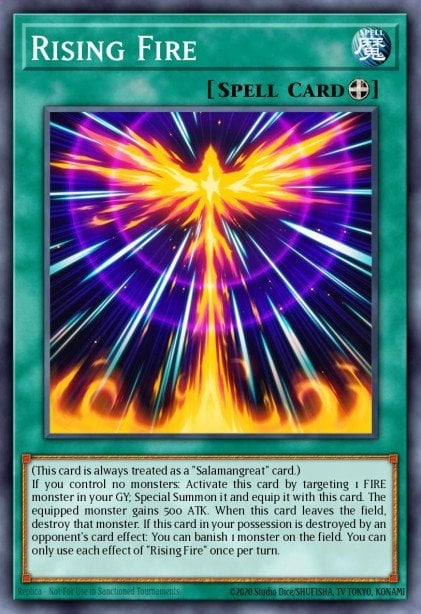 Rising Fire
SPELL
魔
[Spell Card]
(This card is always treated as a "Salamangreat" card.)
If you control no monsters: Activate this card by targeting 1 FIRE
monster in your GY; Special Summon it and equip it with this card. The
equipped monster gains 500 ATK. When this card leaves the field,
destroy that monster. If this card in your possession is destroyed by an
opponent's card effect: You can banish 1 monster on the field. You can
only use each effect of "Rising Fire" once per turn.
Replica - Not For Use in Sanctioned Tournaments
©2020 Studio Dice/SHUEISHA, TV TOKYO, KONAMI